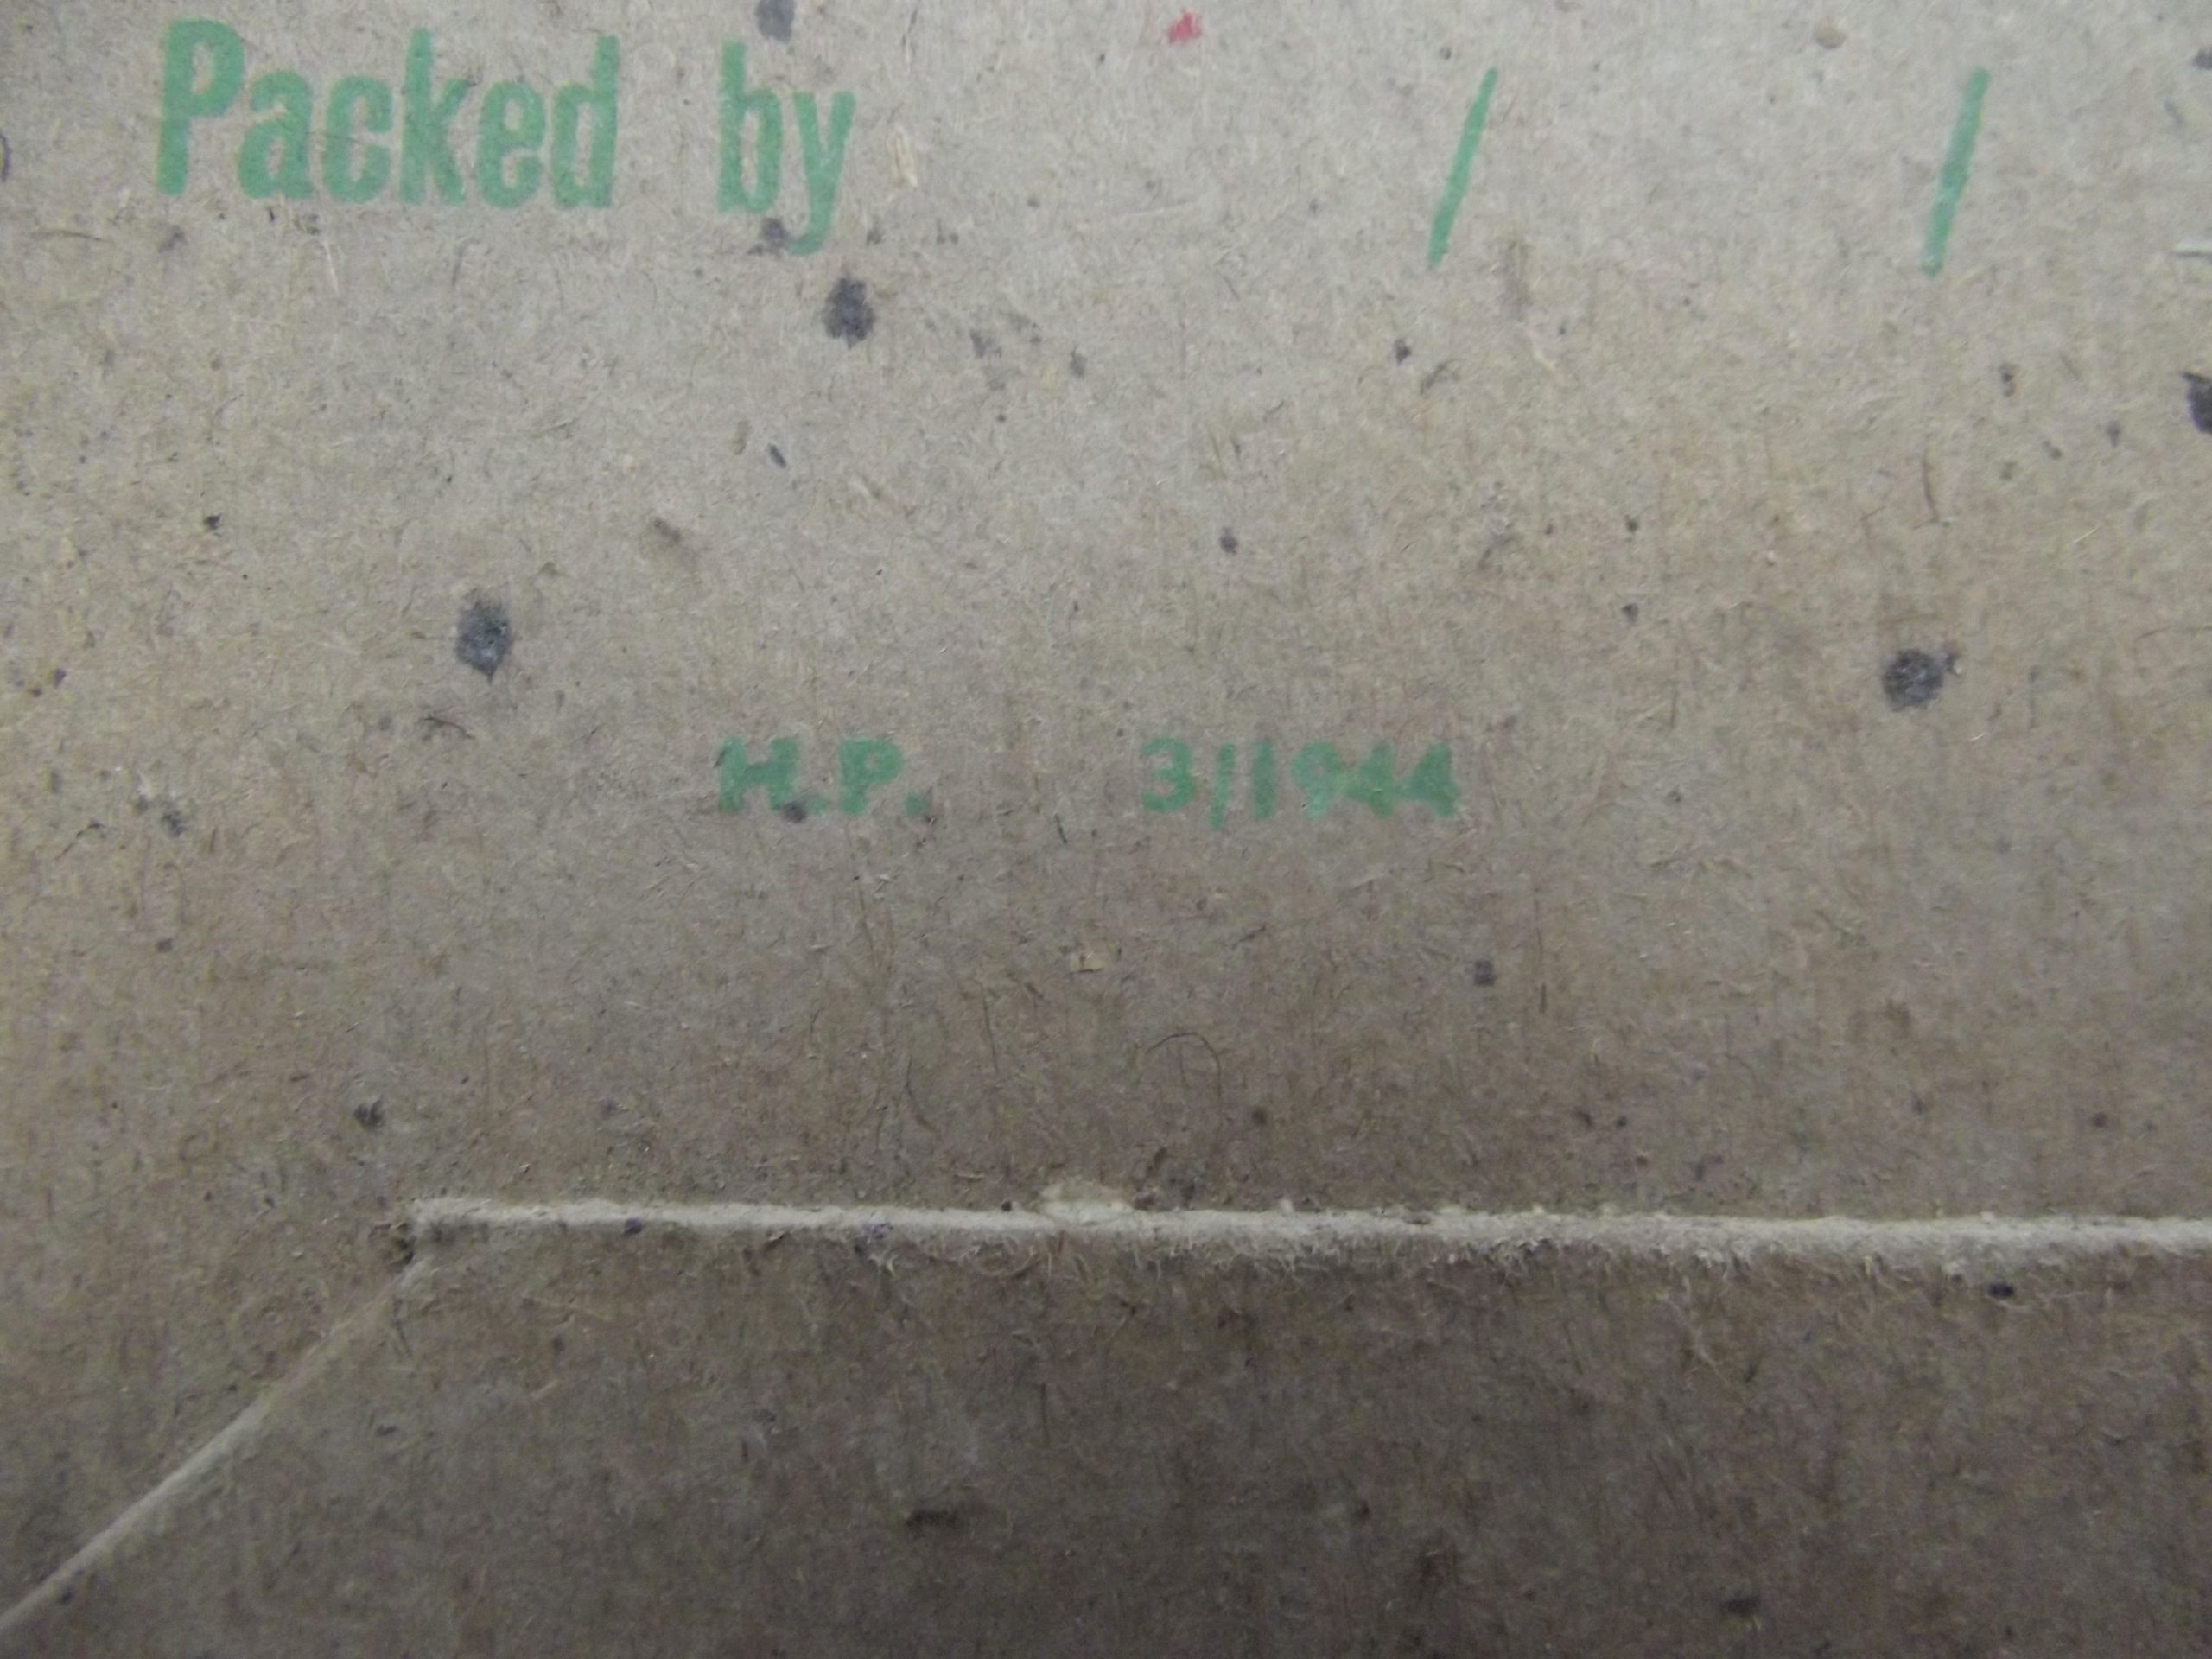 Packed by / /
H.P. 3/1944